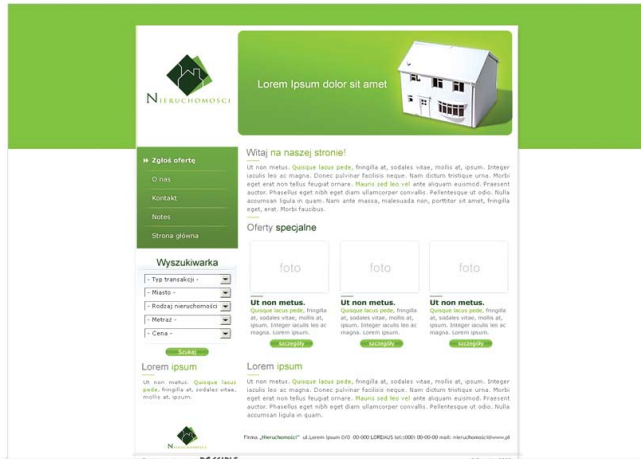 NIERUCHOMOŚCI
Lorem Ipsum dolor sit amet
Zgłoś ofertę
O nas
Kontakt
Notes
Strona główna
Wyszukiwarka
- Typ transakcji -
- Miasto -
- Rodzaj nieruchomości
- Metraż -
- Cena -
Szukaj
Lorem ipsum
Ut non metus. Quisque lacus
pede, fringilla at, sodales vitae,
mollis at, ipsum.
Witaj na naszej stronie!
Ut non metus. Quisque lacus pede, fringilla at, sodales vitae, mollis at, ipsum. Integer
iaculis leo ac magna. Donec pulvinar facilisis neque. Nam dictum tristique urna. Morbi
eget erat non tellus feugiat ornare. Mauris sed leo vel ante aliquam euismod. Praesent
auctor. Phasellus eget nibh eget diam ullamcorper convallis. Pellentesque ut odio. Nulla
accumsan ligula in quam. Nam ante massa, malesuada non, porttitor sit amet, fringilla
eget, erat. Morbi faucibus.
Oferty specjalne
foto foto foto
Ut non metus. Ut non metus. Ut non metus.
Quisque lacus pede, fringilla Quisque lacus pede, fringilla Quisque lacus pede, fringilla
at, sodales vitae, mollis at, at, sodales vitae, mollis at, at, sodales vitae, mollis at,
ipsum. Integer iaculis leo ac ipsum. Integer iaculis leo ac ipsum. Integer iaculis leo ac
magna. Lorem ipsum. magna. Lorem ipsum. magna. Lorem ipsum.
szczegóły szczegóły szczegóły
Lorem ipsum
Ut non metus. Quisque lacus pede, fringilla at, sodales vitae, mollis at, ipsum. Integer
iaculis leo ac magna. Donec pulvinar facilisis neque. Nam dictum tristique urna. Morbi
eget erat non tellus feugiat ornare. Mauris sed leo vel ante aliquam euismod. Praesent
auctor. Phasellus eget nibh eget diam ullamcorper convallis. Pellentesque ut odio. Nulla
accumsan ligula in quam.
NIERUCHOMOŚCI
Firma „Nieruchomości” ul.Lorem Ipsum 0/0 00-000 LOREMUS tel.:(00) 00-00-00 mail: nieruchomosci@www.pl